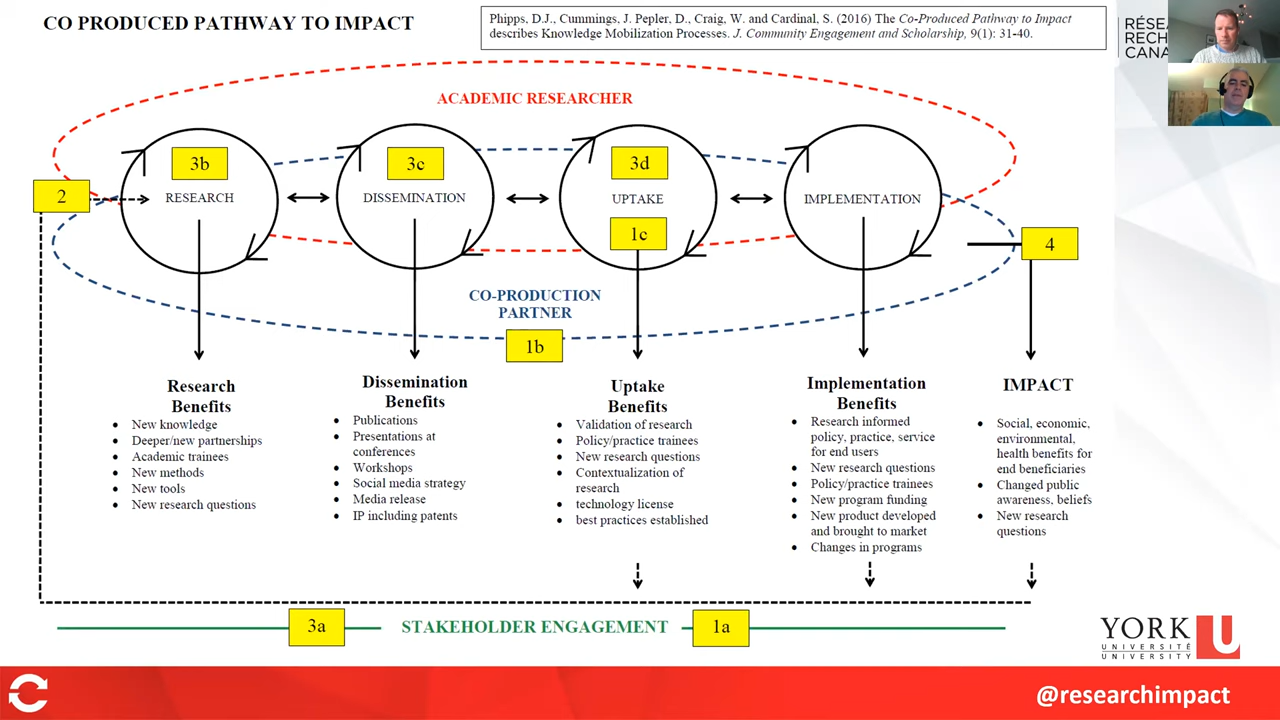 CO PRODUCED PATHWAY TO IMPACT
Phipps, D.J., Cummings, J. Pepler, D., Craig, W. and Cardinal, S. (2016) The Co-Produced Pathway to Impact
describes Knowledge Mobilization Processes. J. Community Engagement and Scholarship, 9(1): 31-40.
RÉSEA
RECH
CANA
ACADEMIC RESEARCHER
3b
3c
3d
2
RESEARCH
DISSEMINATION
UPTAKE
IMPLEMENTATION
1c
4
CO-PRODUCTION
PARTNER
1b
Research
Benefits
New knowledge
Deeper/new partnerships
Academic trainees
New methods
New tools
New research questions
Dissemination
Benefits
Publications
Presentations at
conferences
Workshops
Social media strategy
Media release
IP including patents
Uptake
Benefits
Validation of research
Policy/practice trainees
New research questions
Contextualization of
research
technology license
best practices established
Implementation
Benefits
Research informed
policy, practice, service
for end users
New research questions
Policy/practice trainees
New program funding
New product developed
and brought to market
Changes in programs
IMPACT
Social, economic,
environmental,
health benefits for
end beneficiaries
Changed public
awareness, beliefs
New research
questions
3a
STAKEHOLDER ENGAGEMENT
1a
YORK U
UNIVERSITÉ
UNIVERSITY
@researchimpact